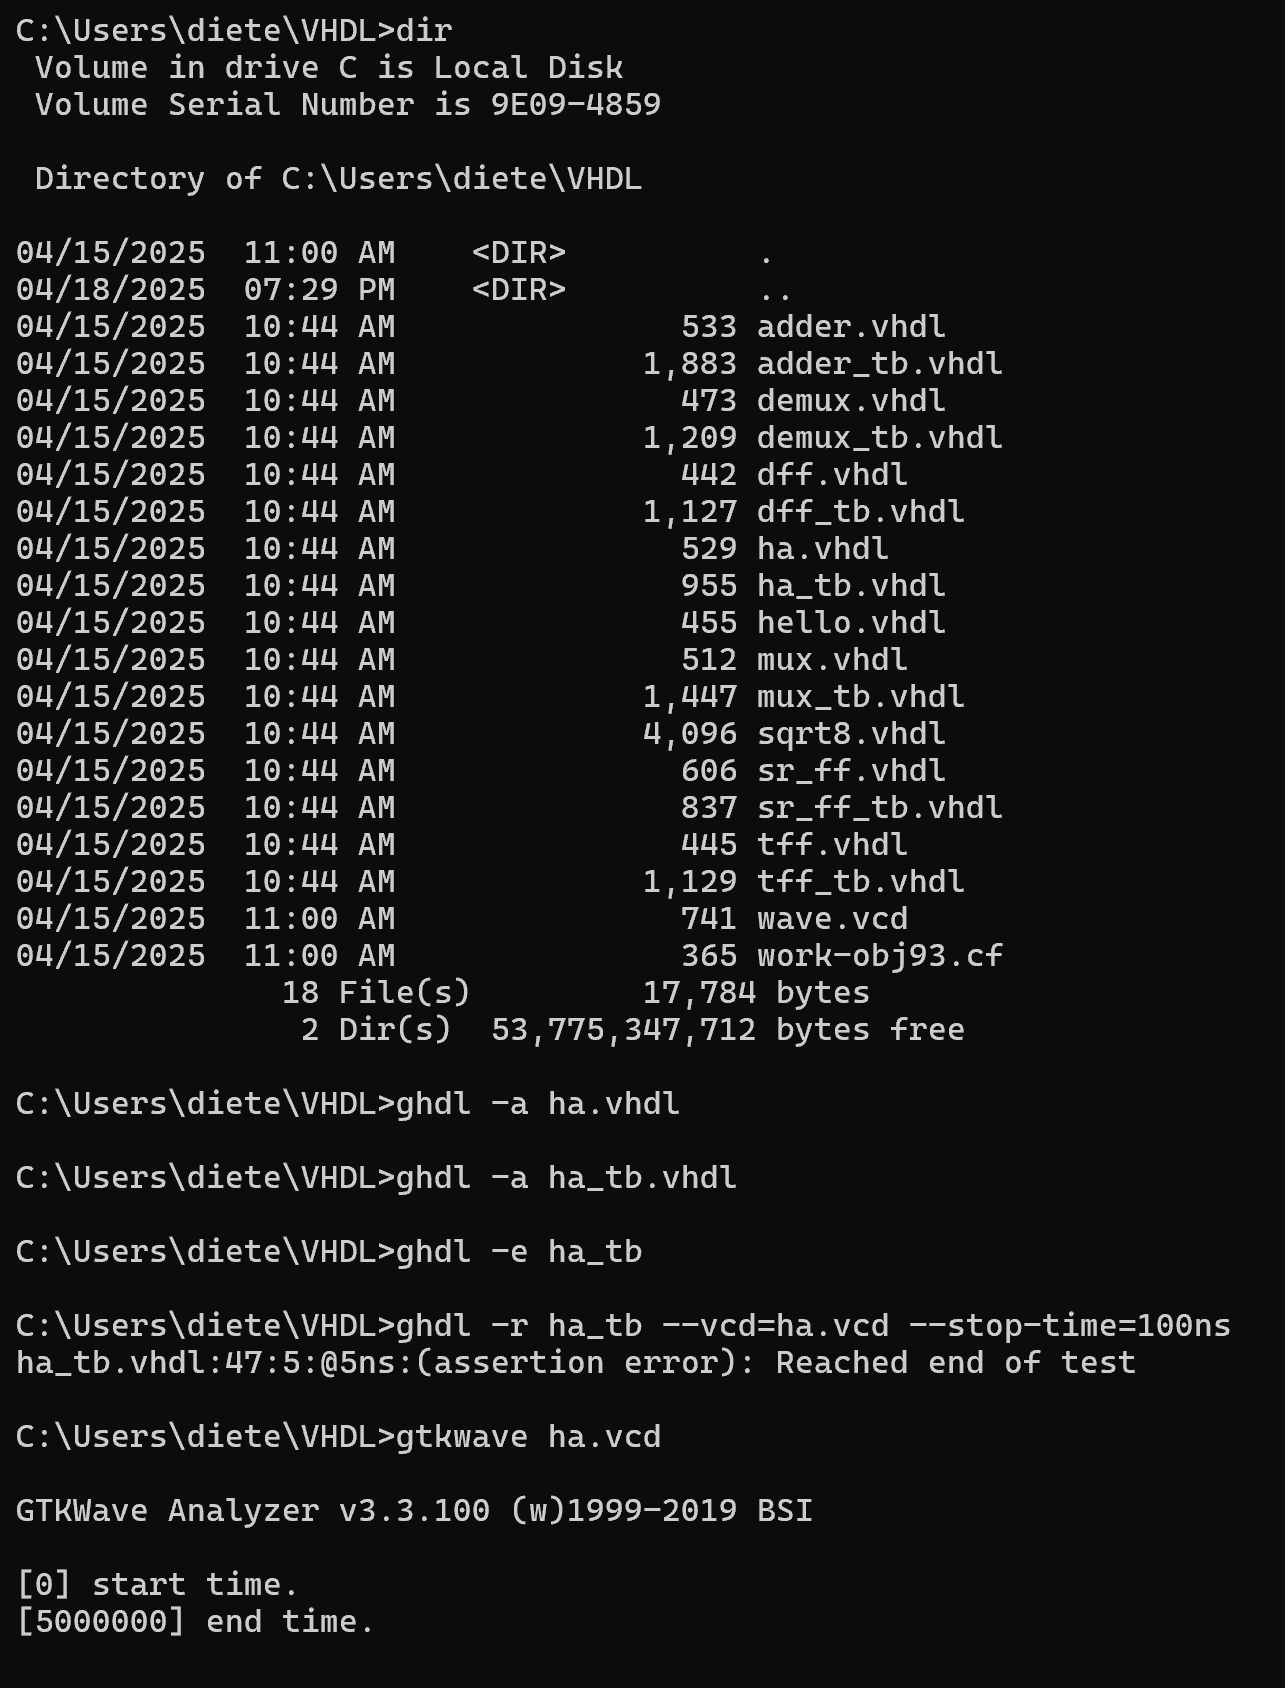 C:\Users\diete\VHDL>dir
 Volume in drive C is Local Disk
 Volume Serial Number is 9E09-4859

 Directory of C:\Users\diete\VHDL

04/15/2025  11:00 AM    <DIR>          .
04/18/2025  07:29 PM    <DIR>          ..
04/15/2025  10:44 AM               533 adder.vhdl
04/15/2025  10:44 AM             1,883 adder_tb.vhdl
04/15/2025  10:44 AM               473 demux.vhdl
04/15/2025  10:44 AM             1,209 demux_tb.vhdl
04/15/2025  10:44 AM               442 dff.vhdl
04/15/2025  10:44 AM             1,127 dff_tb.vhdl
04/15/2025  10:44 AM               529 ha.vhdl
04/15/2025  10:44 AM               955 ha_tb.vhdl
04/15/2025  10:44 AM               455 hello.vhdl
04/15/2025  10:44 AM               512 mux.vhdl
04/15/2025  10:44 AM             1,447 mux_tb.vhdl
04/15/2025  10:44 AM             4,096 sqrt8.vhdl
04/15/2025  10:44 AM               606 sr_ff.vhdl
04/15/2025  10:44 AM               837 sr_ff_tb.vhdl
04/15/2025  10:44 AM               445 tff.vhdl
04/15/2025  10:44 AM             1,129 tff_tb.vhdl
04/15/2025  11:00 AM               741 wave.vcd
04/15/2025  11:00 AM               365 work-obj93.cf
              18 File(s)         17,784 bytes
               2 Dir(s)  53,775,347,712 bytes free

C:\Users\diete\VHDL>ghdl -a ha.vhdl

C:\Users\diete\VHDL>ghdl -a ha_tb.vhdl

C:\Users\diete\VHDL>ghdl -e ha_tb

C:\Users\diete\VHDL>ghdl -r ha_tb --vcd=ha.vcd --stop-time=100ns
ha_tb.vhdl:47:5:@5ns:(assertion error): Reached end of test

C:\Users\diete\VHDL>gtkwave ha.vcd

GTKWave Analyzer v3.3.100 (w)1999-2019 BSI

[0] start time.
[5000000] end time.